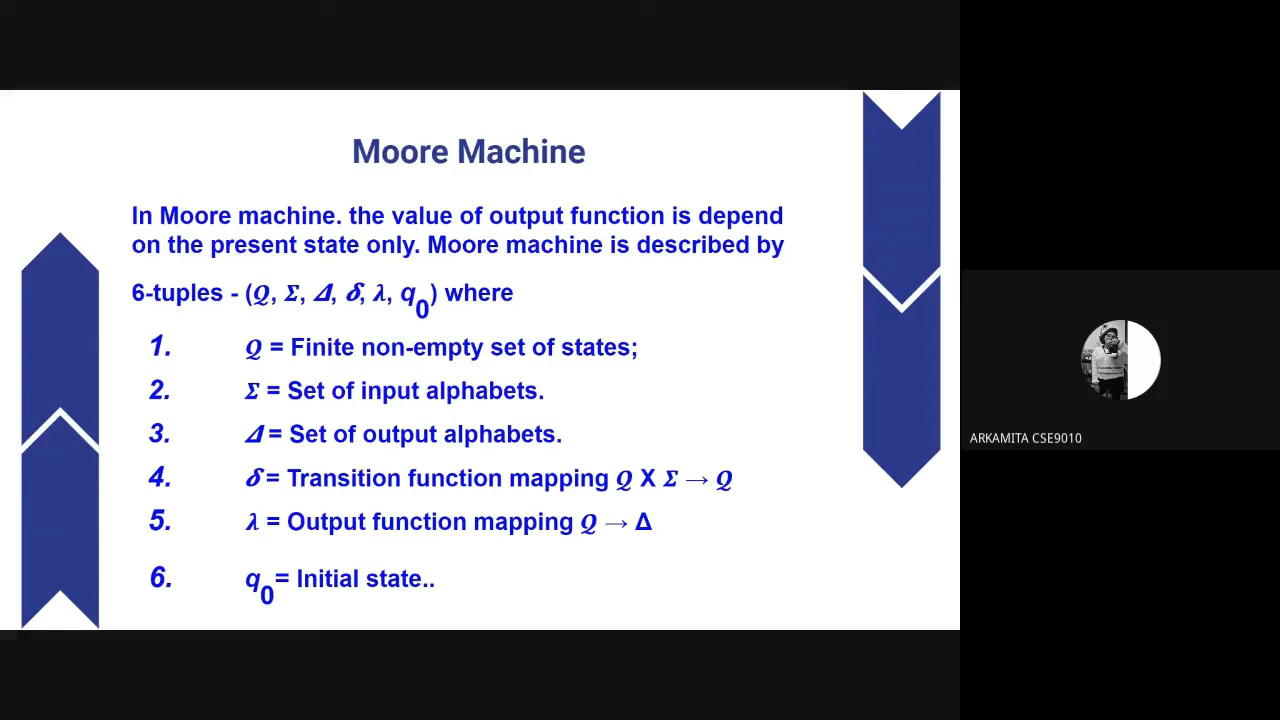 Moore Machine
In Moore machine. the value of output function is depend
on the present state only. Moore machine is described by
6-tuples - (Q, Σ, Δ, δ, λ, q0) where
1. Q = Finite non-empty set of states;
2. Σ = Set of input alphabets.
3. Δ = Set of output alphabets.
4. δ = Transition function mapping Q X Σ → Q
5. λ = Output function mapping Q → Δ
6. q0= Initial state..
ARKAMITA CSE9010